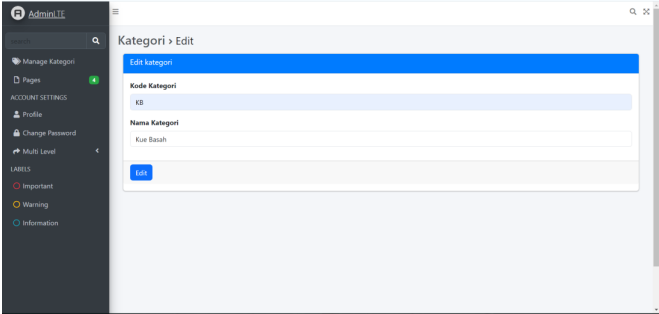 AdminLTE
search
Manage Kategori
Pages 4
ACCOUNT SETTINGS
Profile
Change Password
Multi Level
LABELS
Important
Warning
Information
Kategori > Edit
Edit kategori
Kode Kategori
KB
Nama Kategori
Kue Basah
Edit